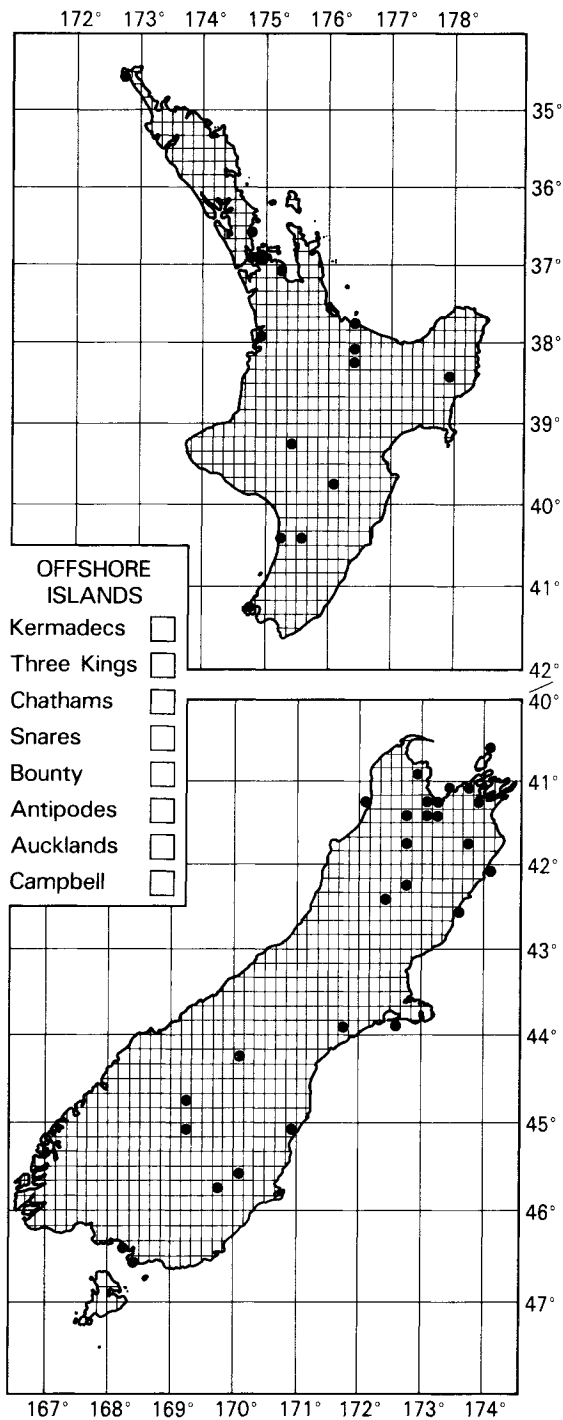 172° 173° 174° 175° 176° 177° 178°
35°
36°
37°
38°
39°
40°
41°
42°
OFFSHORE
ISLANDS
Kermadecs
Three Kings
Chathams
Snares
Bounty
Antipodes
Aucklands
Campbell
40°
41°
42°
43°
44°
45°
46°
47°
167° 168° 169° 170° 171° 172° 173° 174°